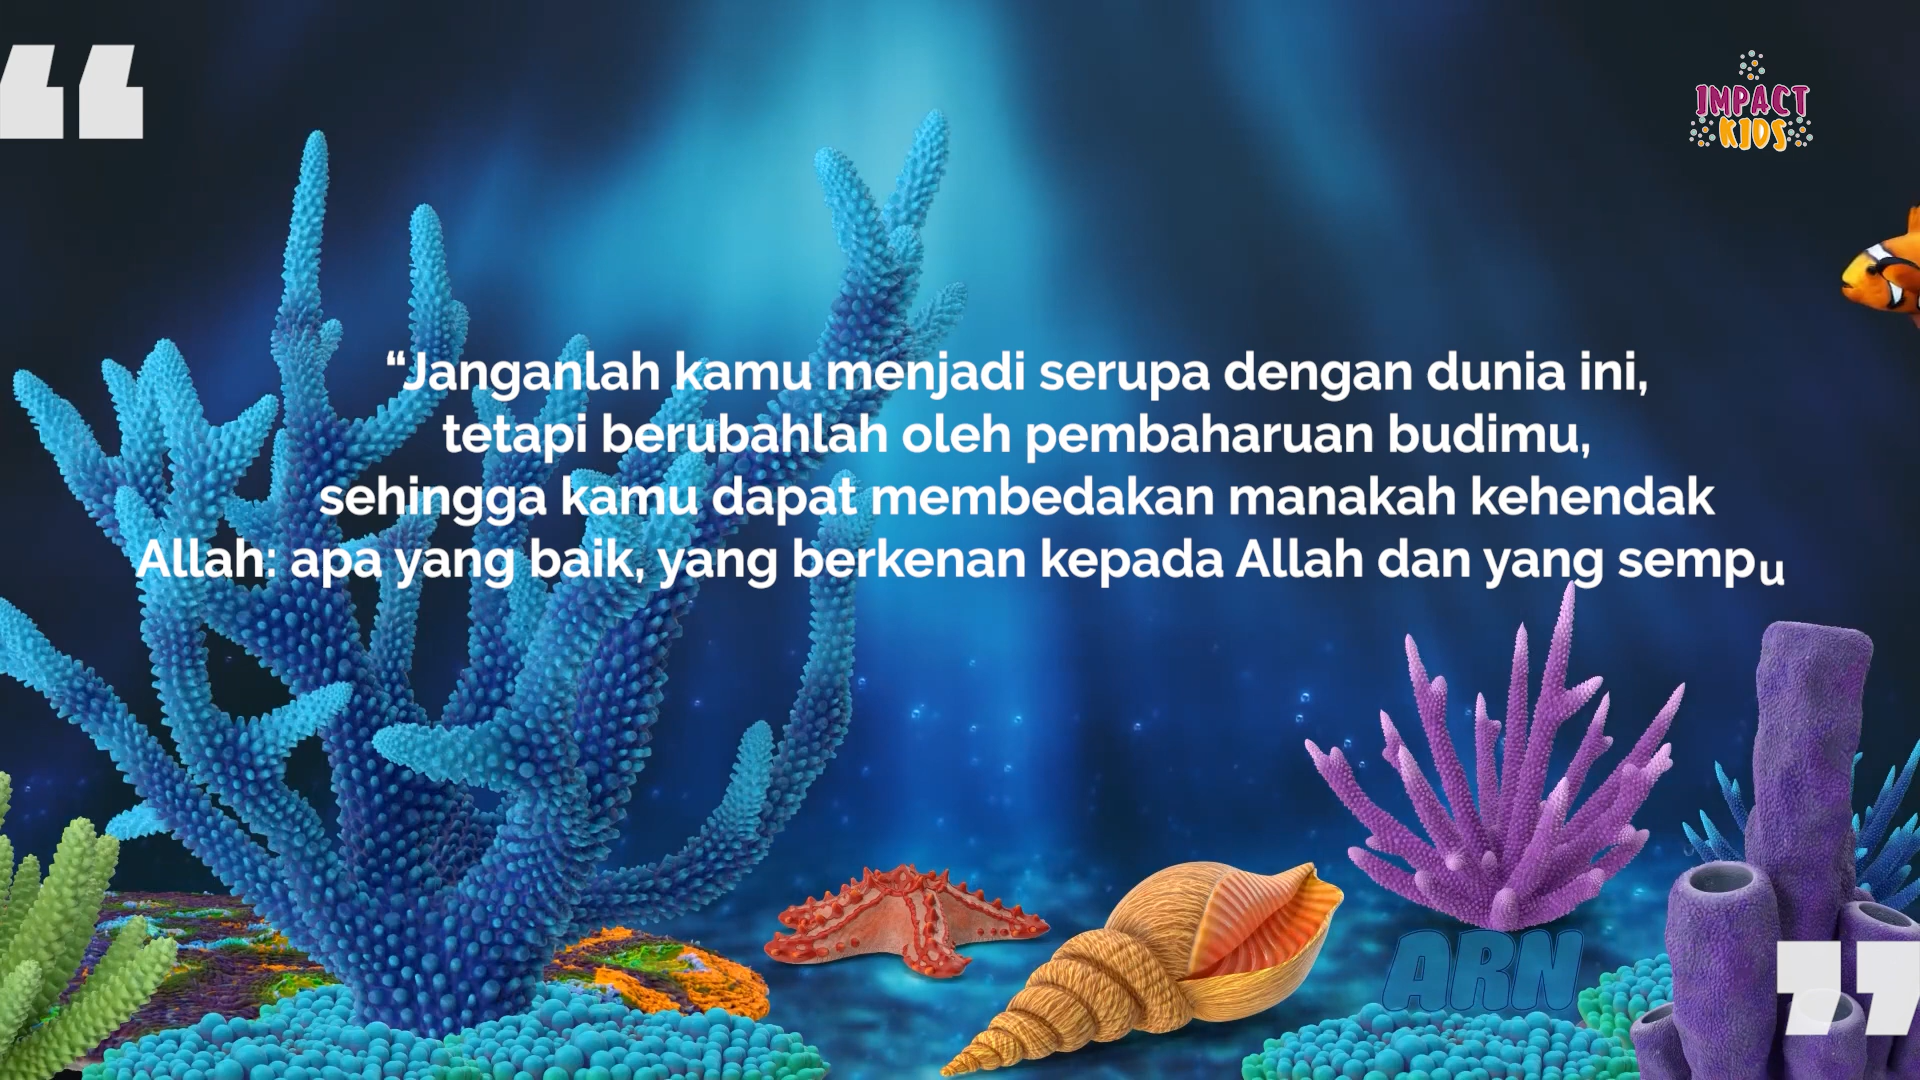 IMPACT
KIDS
“Janganlah kamu menjadi serupa dengan dunia ini,
tetapi berubahlah oleh pembaharuan budimu,
sehingga kamu dapat membedakan manakah kehendak
Allah: apa yang baik, yang berkenan kepada Allah dan yang sempu
ARN